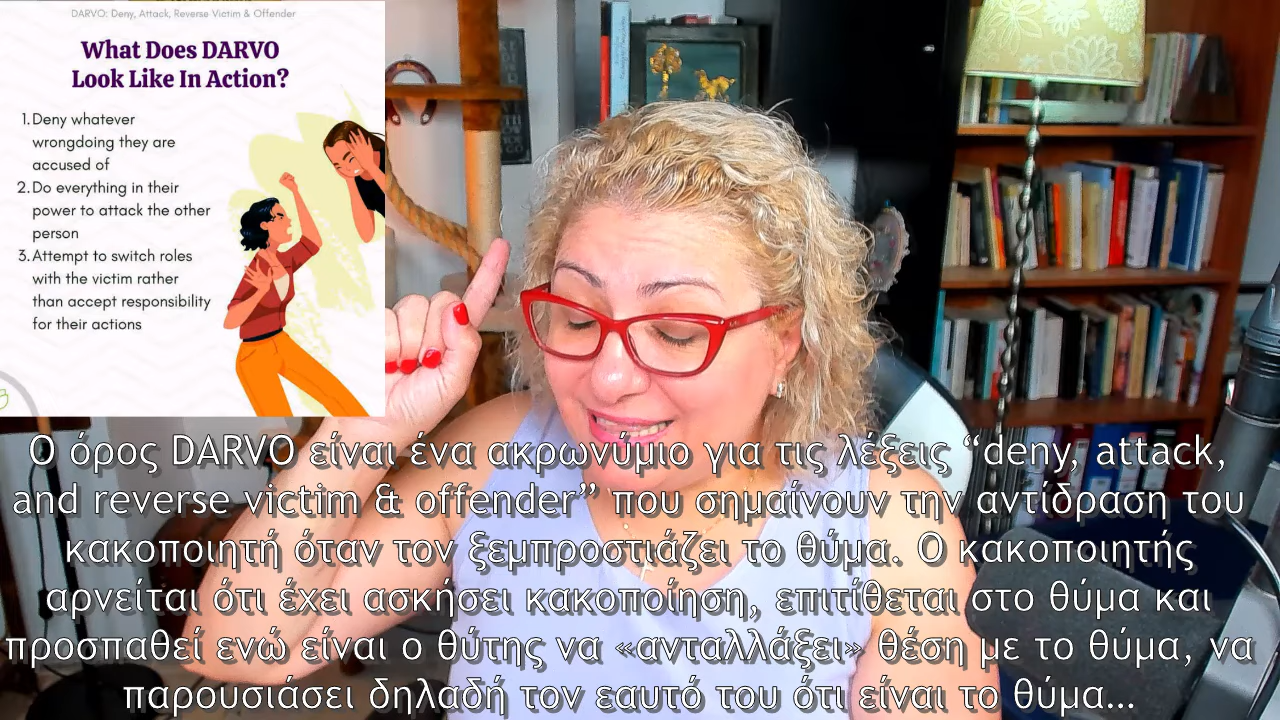 DARVO: Deny, Attack, Reverse Victim & Offender
What Does DARVO
Look Like In Action?
1. Deny whatever
wrongdoing they are
accused of
2. Do everything in their
power to attack the other
person
3. Attempt to switch roles
with the victim rather
than accept responsibility
for their actions
Ο όρος DARVO είναι ένα ακρωνύμιο για τις λέξεις “deny, attack,
and reverse victim & offender” που σημαίνουν την αντίδραση του
κακοποιητή όταν τον ξεμπροστιάζει το θύμα. Ο κακοποιητής
αρνείται ότι έχει ασκήσει κακοποίηση, επιτίθεται στο θύμα και
προσπαθεί ενώ είναι ο θύτης να «ανταλλάξει» θέση με το θύμα, να
παρουσιάσει δηλαδή τον εαυτό του ότι είναι το θύμα...